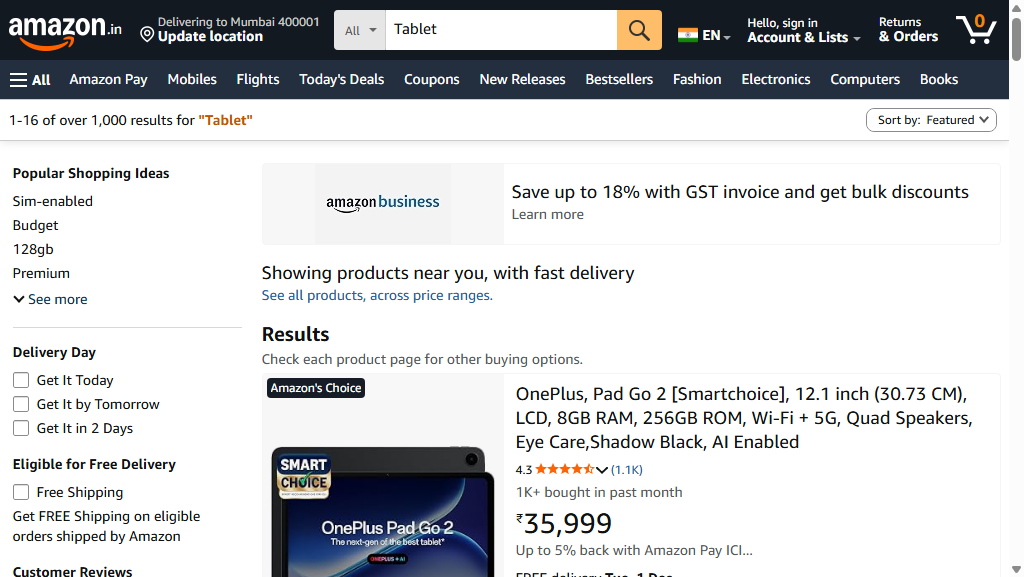 amazon.in
Delivering to Mumbai 400001
Update location
All
Tablet
EN
Hello, sign in
Account & Lists
Returns
& Orders
0
All
Amazon Pay
Mobiles
Flights
Today's Deals
Coupons
New Releases
Bestsellers
Fashion
Electronics
Computers
Books
1-16 of over 1,000 results for "Tablet"
Sort by: Featured
Popular Shopping Ideas
Sim-enabled
Budget
128gb
Premium
See more
Delivery Day
Get It Today
Get It by Tomorrow
Get It in 2 Days
Eligible for Free Delivery
Free Shipping
Get FREE Shipping on eligible
orders shipped by Amazon
Customer Reviews
amazon business
Save up to 18% with GST invoice and get bulk discounts
Learn more
Showing products near you, with fast delivery
See all products, across price ranges.
Results
Check each product page for other buying options.
Amazon's Choice
SMART
CHOICE
OnePlus Pad Go 2
The next-gen of the best tablet*
ONEPLUS + AI
OnePlus, Pad Go 2 [Smartchoice], 12.1 inch (30.73 CM),
LCD, 8GB RAM, 256GB ROM, Wi-Fi + 5G, Quad Speakers,
Eye Care,Shadow Black, AI Enabled
4.3 (1.1K)
1K+ bought in past month
₹35,999
Up to 5% back with Amazon Pay ICI...
FREE delivery Tue, 1 Dec